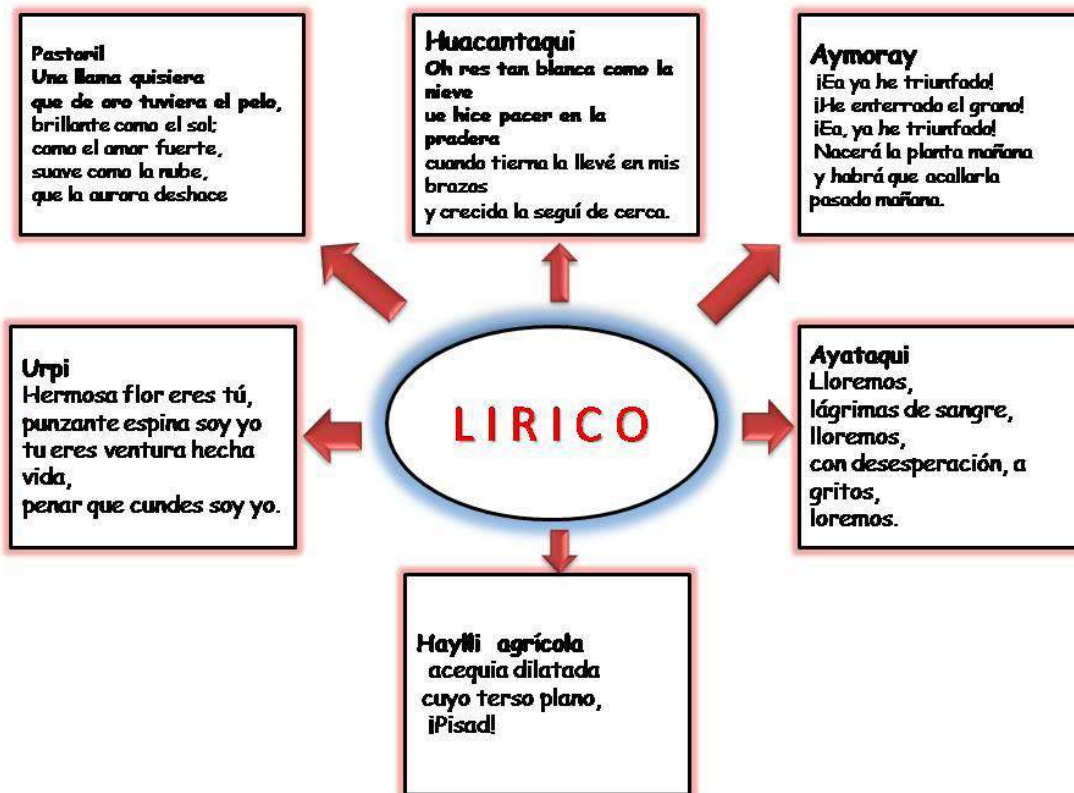 Pastoril
Una llama quisiera
que de oro tuviera el pelo,
brillante como el sol;
como el amor fuerte,
suave como la nube,
que la aurora deshace
Huacantaqui
Oh res tan blanca como la
nieve
ue hice pacer en la
pradera
cuando tierna la llevé en mis
brazos
y crecida la seguí de cerca.
Aymoray
¡Ea ya he triunfado!
¡He enterrado el grano!
¡Ea, ya he triunfado!
Nacerá la planta mañana
y habrá que acallarla
pasado mañana.
Urpi
Hermosa flor eres tú,
punzante espina soy yo
tu eres ventura hecha
vida,
penar que cundes soy yo.
LIRICO
Ayataqui
Lloremos,
lágrimas de sangre,
lloremos,
con desesperación, a
gritos,
loremos.
Haylli agrícola
acequia dilatada
cuyo terso plano,
¡Pisad!